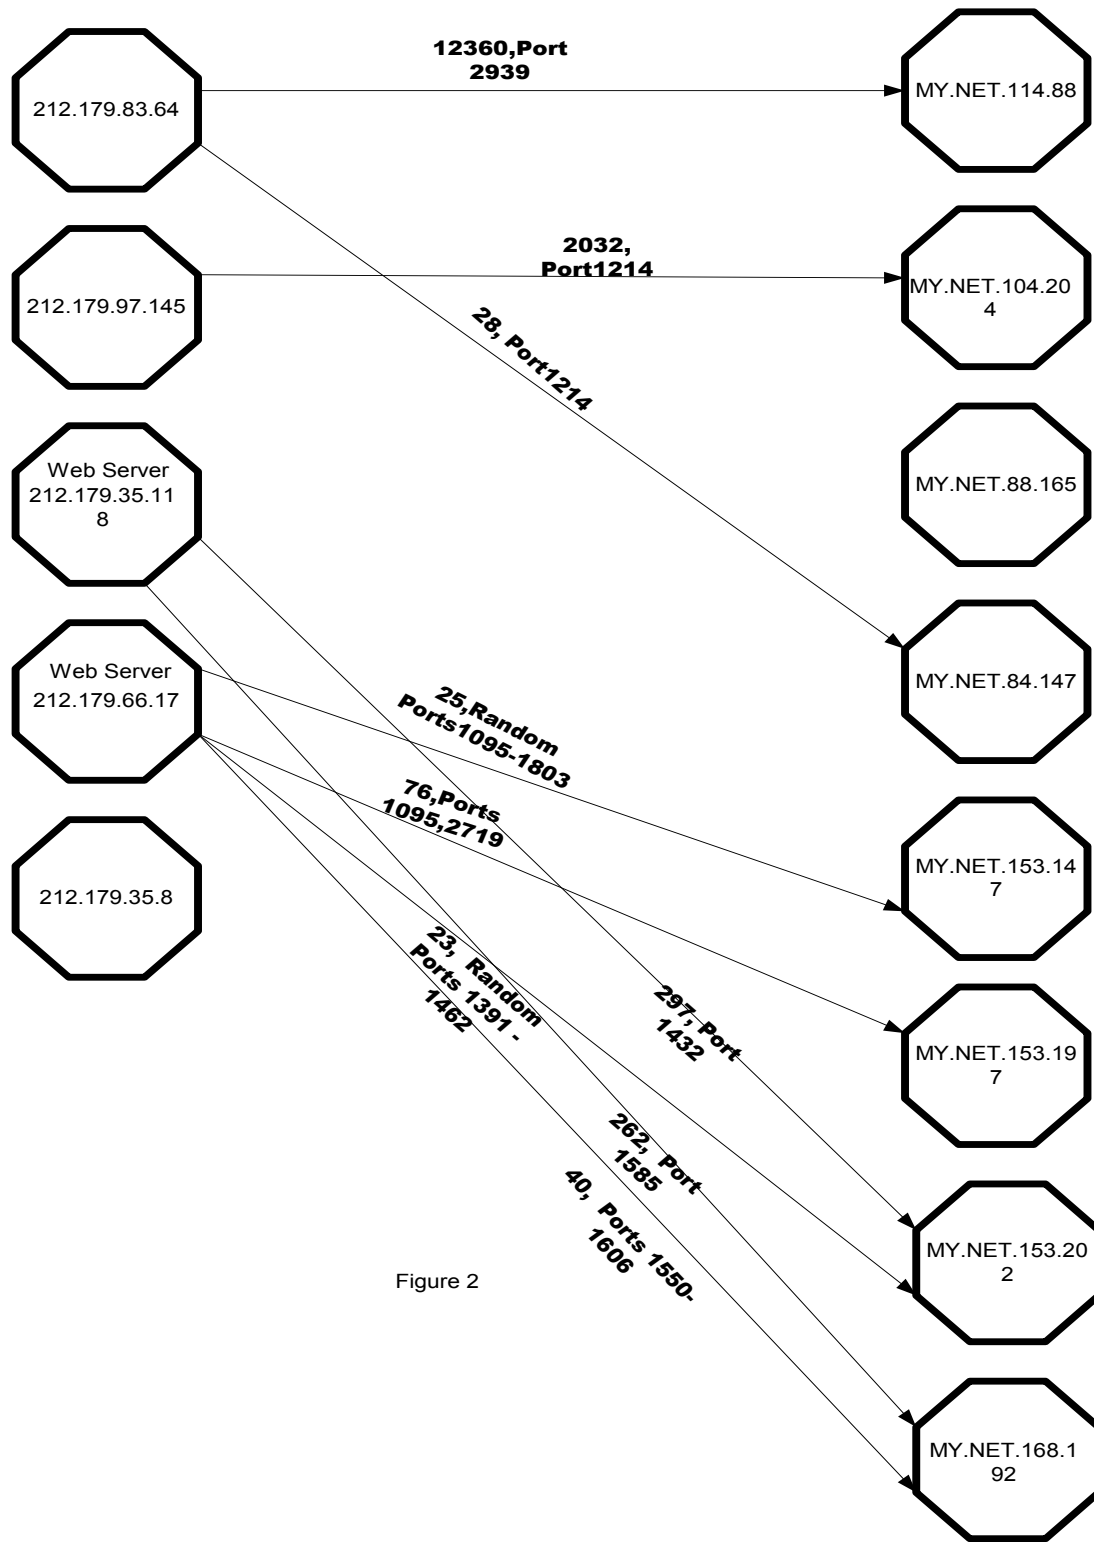 12360,Port
2939
212.179.83.64
MY.NET.114.88
2032,
Port1214
212.179.97.145
MY.NET.104.20
4
28, Port1214
Web Server
212.179.35.11
8
MY.NET.88.165
Web Server
212.179.66.17
MY.NET.84.147
25,Random
Ports1095-1803
76,Ports
1095,2719
212.179.35.8
MY.NET.153.14
7
23, Random
Ports 1391 -
1462
297, Port
1432
MY.NET.153.19
7
262, Port
1585
40, Ports 1550-
1606
MY.NET.153.20
2
Figure 2
MY.NET.168.1
92